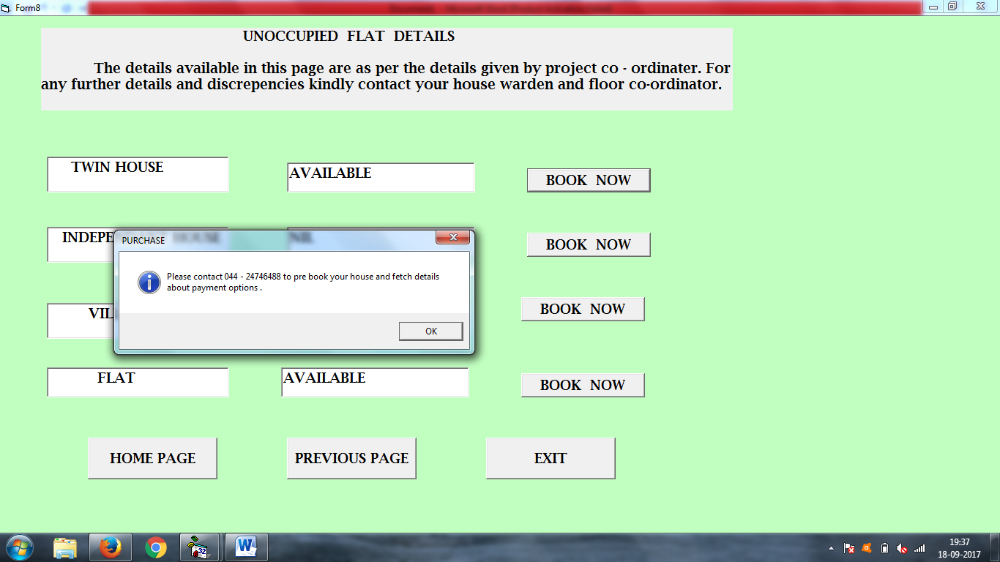 Form8
UNOCCUPIED FLAT DETAILS
The details available in this page are as per the details given by project co - ordinater. For
any further details and discrepencies kindly contact your house warden and floor co-ordinator.
TWIN HOUSE
AVAILABLE
BOOK NOW
HOUSE
NIL
BOOK NOW
PURCHASE
Please contact 044 - 24746488 to pre book your house and fetch details
about payment options .
OK
BOOK NOW
FLAT
AVAILABLE
BOOK NOW
HOME PAGE
PREVIOUS PAGE
EXIT
32
19:37
18-09-2017